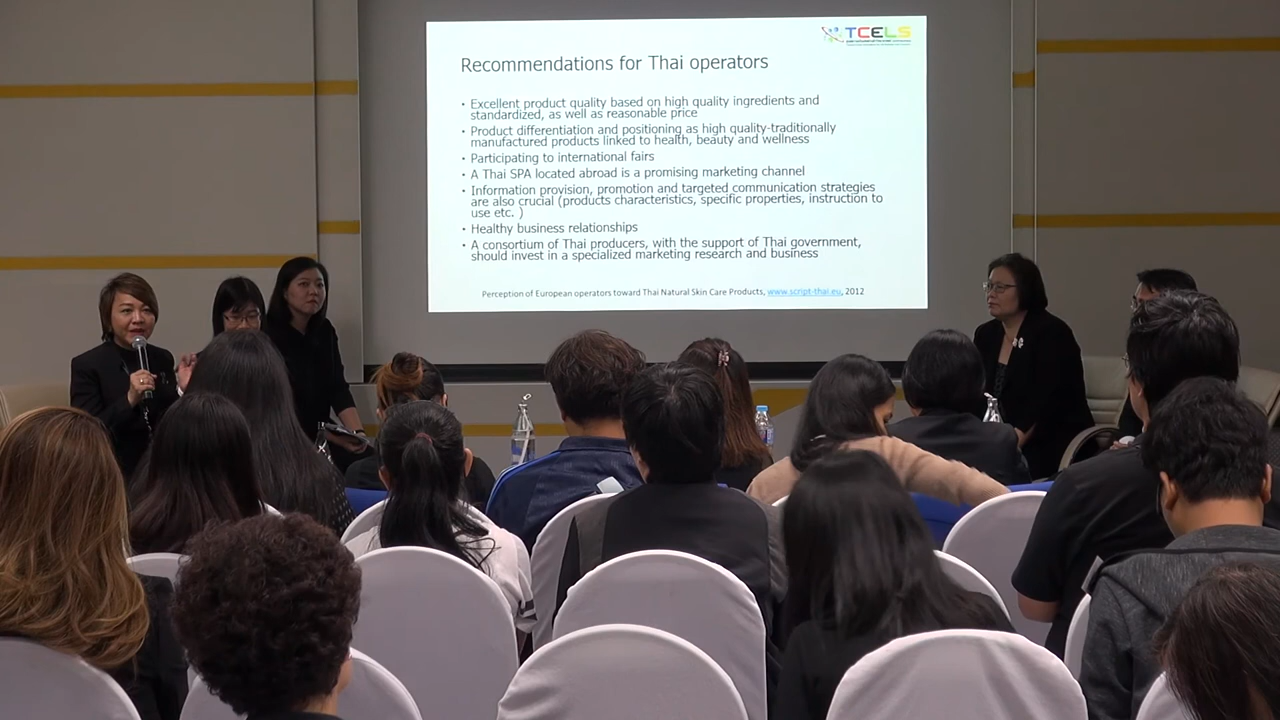 TCELS
Recommendations for Thai operators
• Excellent product quality based on high quality ingredients and
standardized, as well as reasonable price
• Product differentiation and positioning as high quality-traditionally
manufactured products linked to health, beauty and wellness
• Participating to international fairs
• A Thai SPA located abroad is a promising marketing channel
• Information provision, promotion and targeted communication strategies
are also crucial (products characteristics, specific properties, instruction to
use etc. )
• Healthy business relationships
• A consortium of Thai producers, with the support of Thai government,
should invest in a specialized marketing research and business
Perception of European operators toward Thai Natural Skin Care Products, www.script-thai.eu, 2012